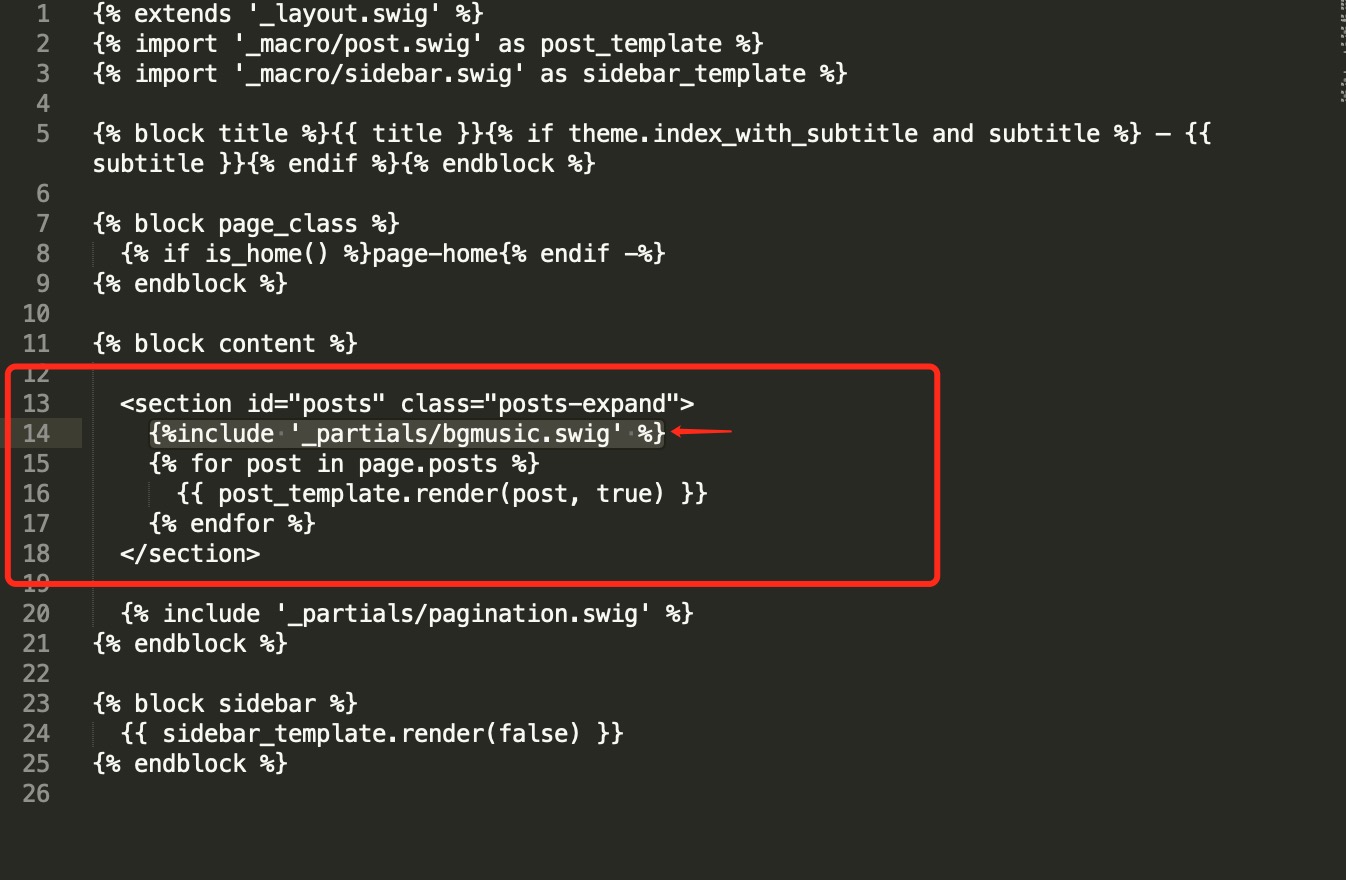 1 {% extends '_layout.swig' %}
2 {% import '_macro/post.swig' as post_template %}
3 {% import '_macro/sidebar.swig' as sidebar_template %}
4
5 {% block title %}{{ title }}{% if theme.index_with_subtitle and subtitle %} – {{
subtitle }}{% endif %}{% endblock %}
6
7 {% block page_class %}
8 {% if is_home() %}page-home{% endif -%}
9 {% endblock %}
10
11 {% block content %}
12
13 <section id="posts" class="posts-expand">
14 {%include '_partials/bgmusic.swig' %}
15 {% for post in page.posts %}
16 {{ post_template.render(post, true) }}
17 {% endfor %}
18 </section>
19
20 {% include '_partials/pagination.swig' %}
21 {% endblock %}
22
23 {% block sidebar %}
24 {{ sidebar_template.render(false) }}
25 {% endblock %}
26